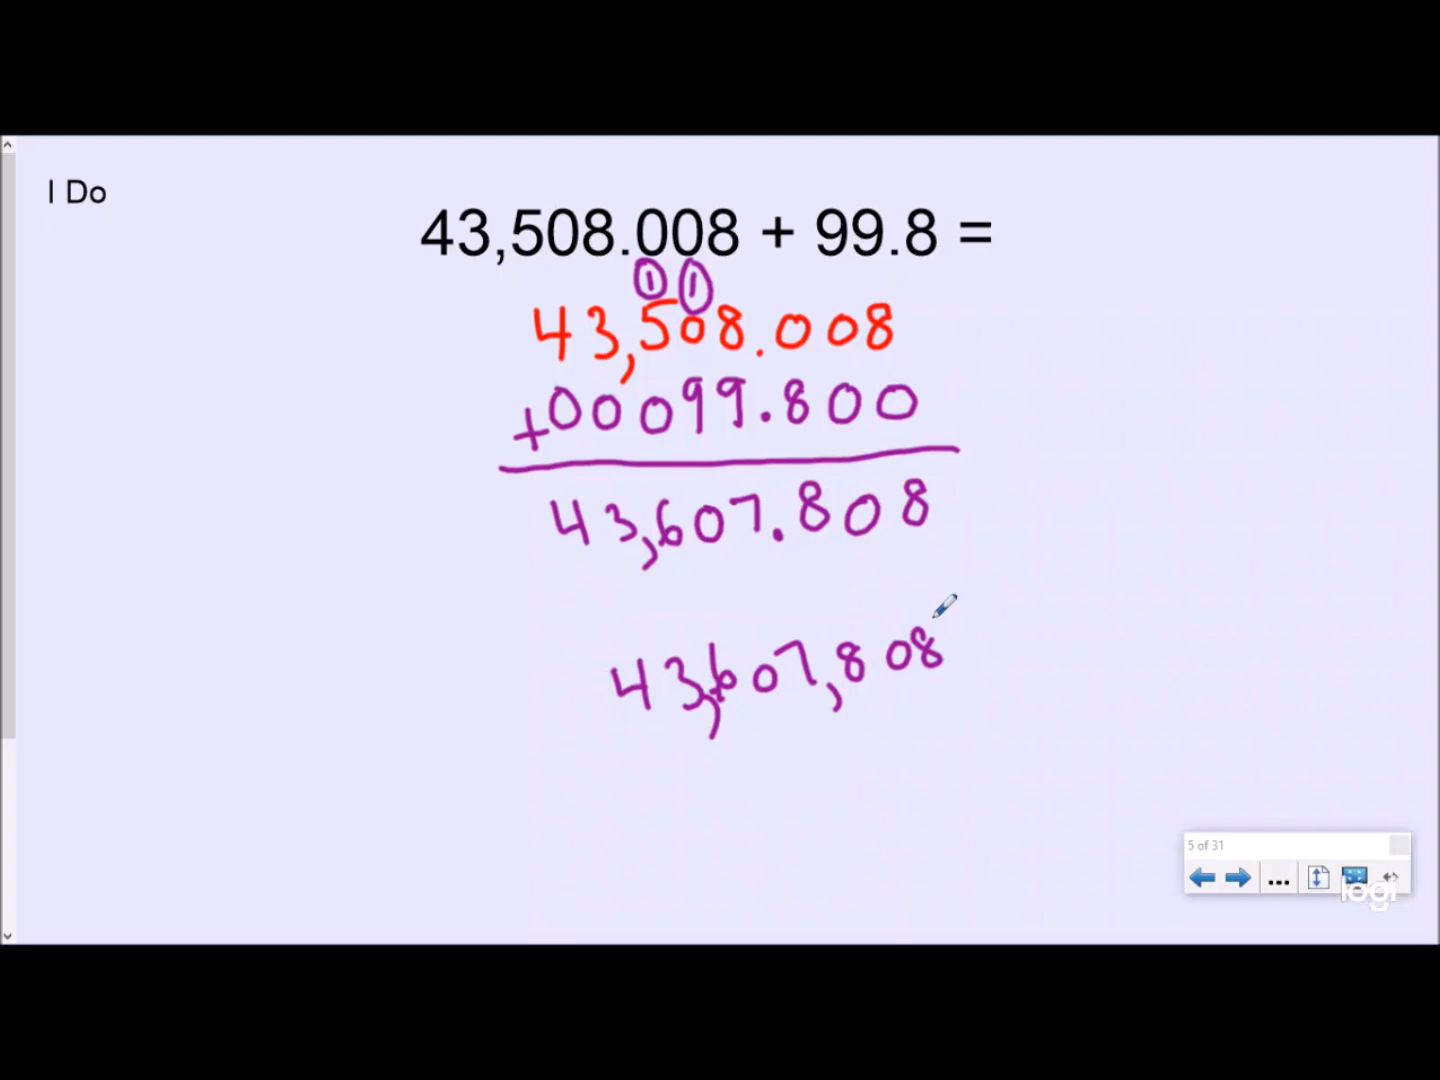 I Do
43,508.008 + 99.8 =
1 1
43,508.008
+00099.800
43,607.808
43,607,808
5 of 31
...
logi